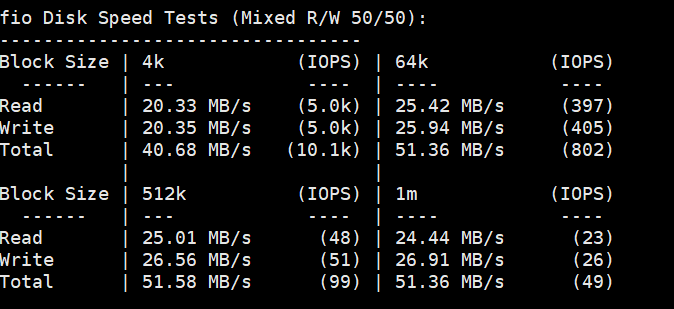 fio Disk Speed Tests (Mixed R/W 50/50):
---------------------------------
Block Size | 4k            (IOPS) | 64k           (IOPS)
  ------   | ---            ----  | ----           ----
Read       | 20.33 MB/s    (5.0k) | 25.42 MB/s     (397)
Write      | 20.35 MB/s    (5.0k) | 25.94 MB/s     (405)
Total      | 40.68 MB/s   (10.1k) | 51.36 MB/s     (802)
           |                      |
Block Size | 512k          (IOPS) | 1m            (IOPS)
  ------   | ---            ----  | ----           ----
Read       | 25.01 MB/s      (48) | 24.44 MB/s      (23)
Write      | 26.56 MB/s      (51) | 26.91 MB/s      (26)
Total      | 51.58 MB/s      (99) | 51.36 MB/s      (49)